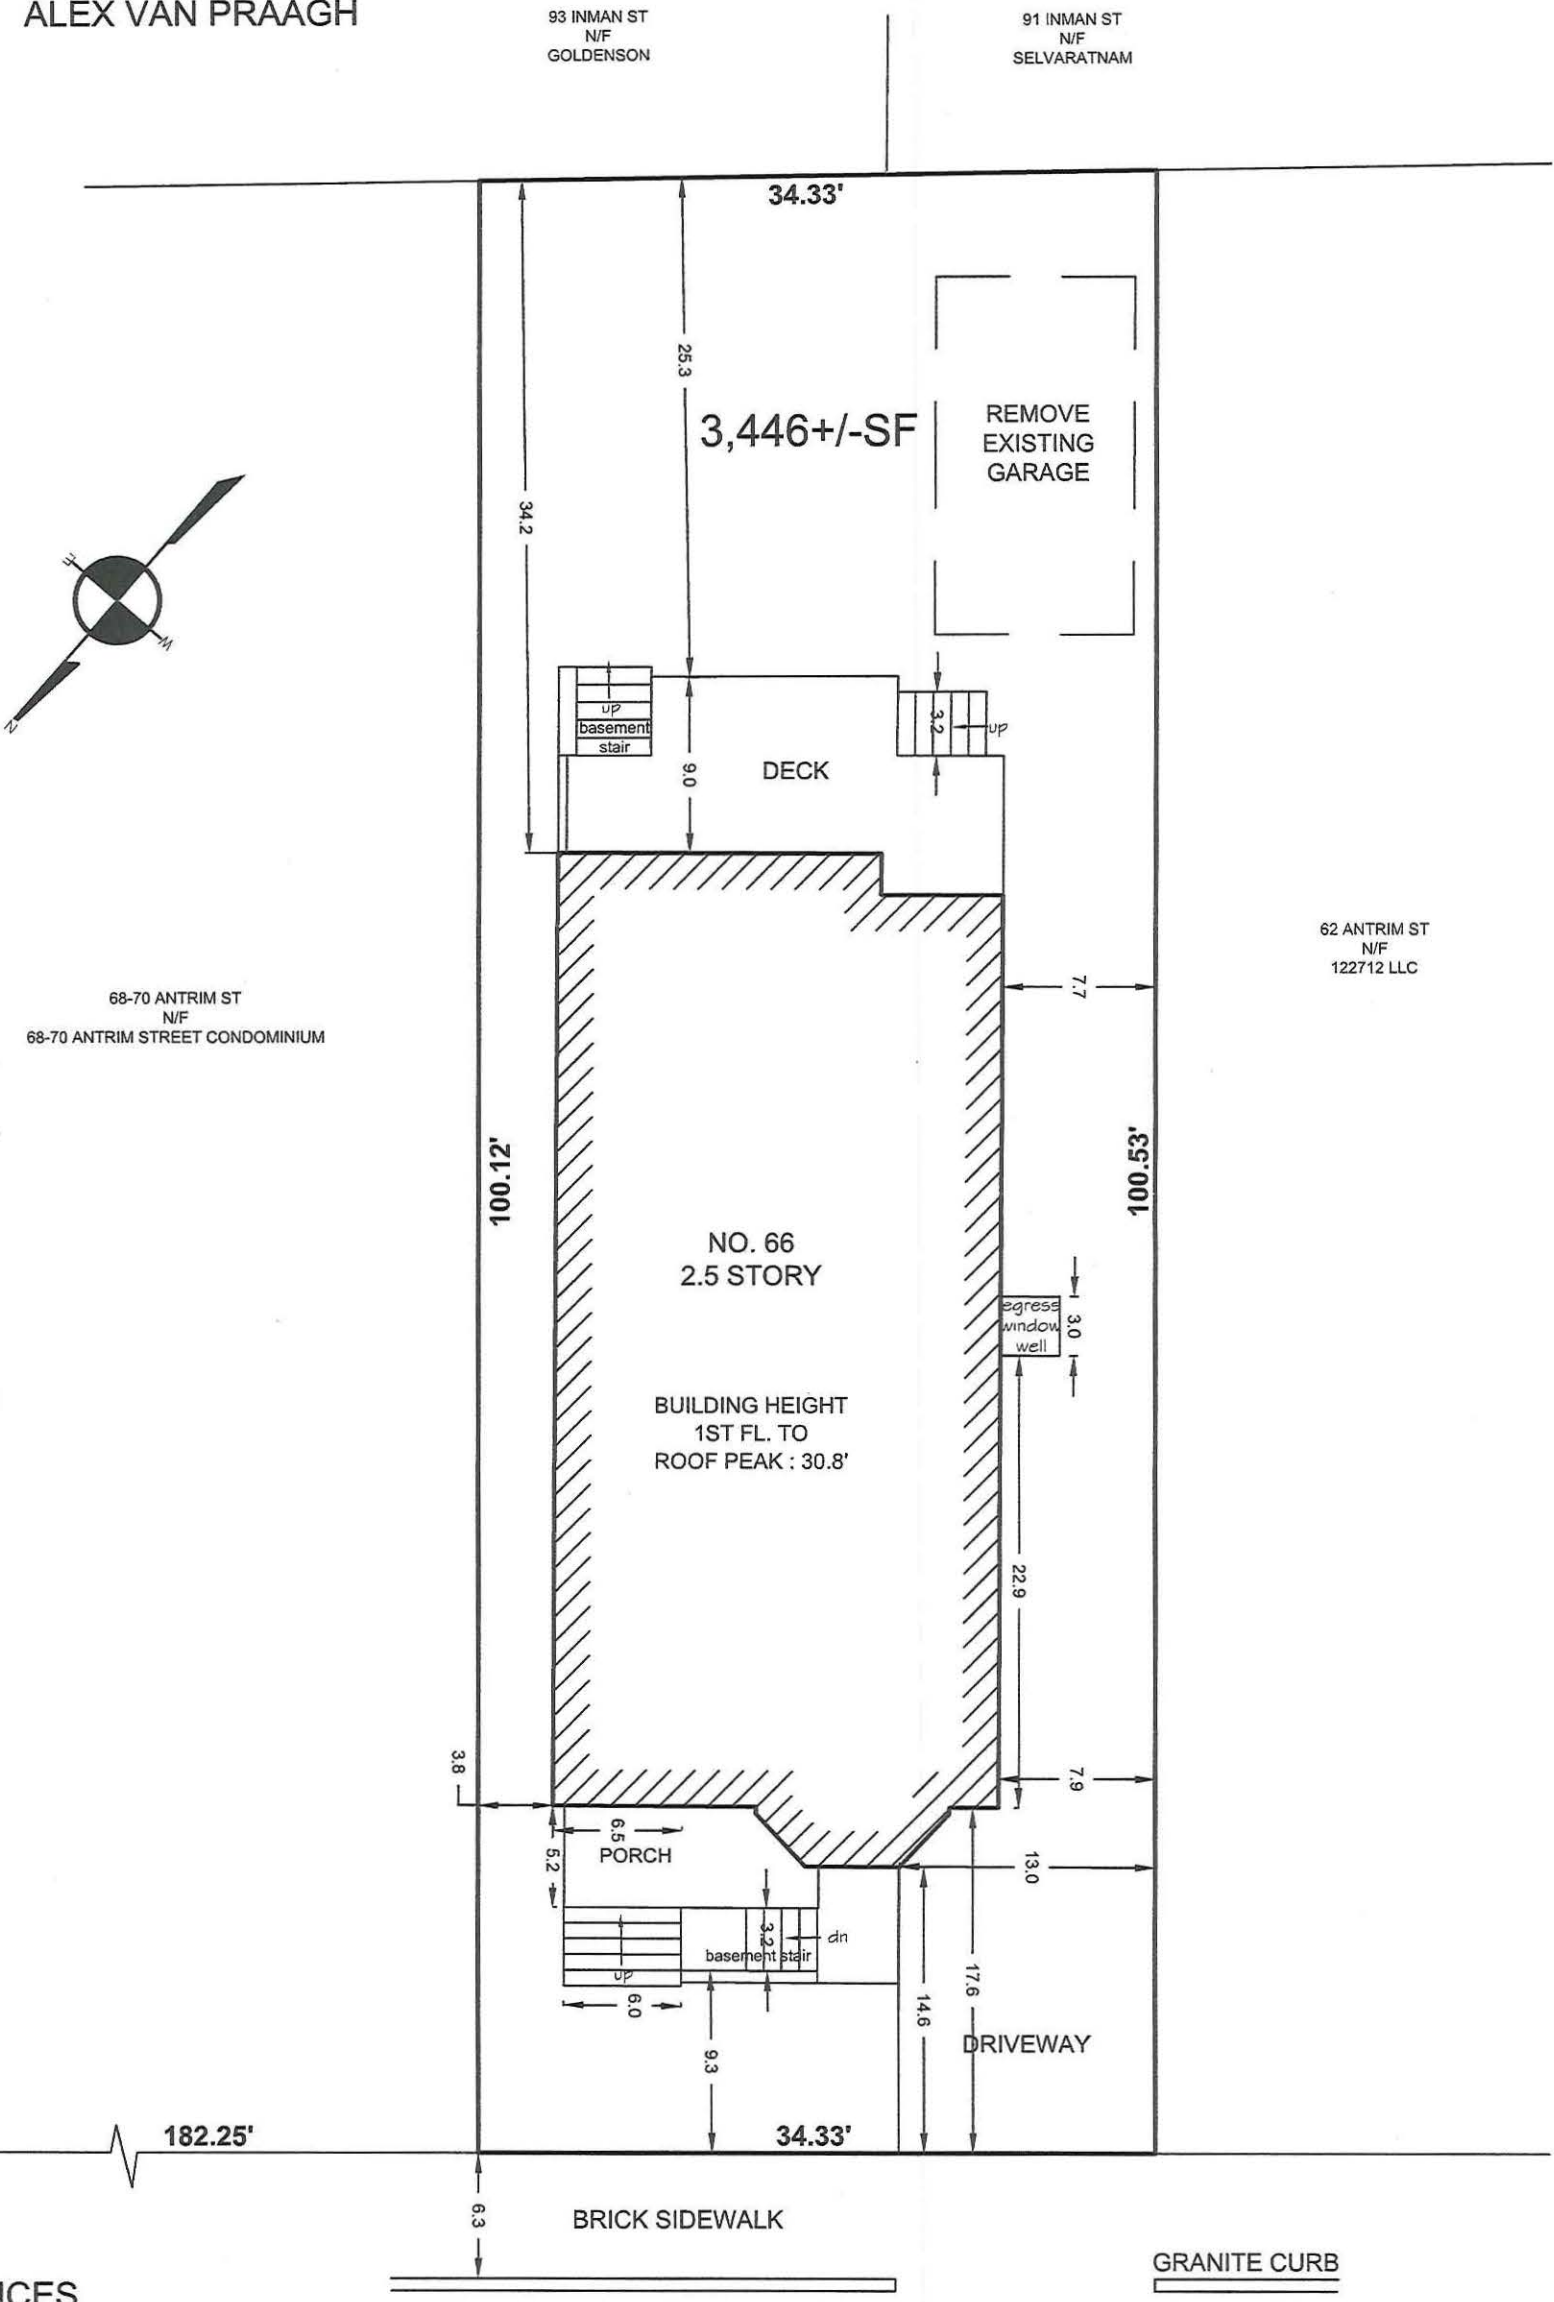 ALEX VAN PRAAGH
93 INMAN ST
N/F
GOLDENSON
91 INMAN ST
N/F
SELVARATNAM
34.33'
25.3
3,446+/-SF
REMOVE
EXISTING
GARAGE
34.2
E
W
N
up
basement
stair
3.2
up
9.0
DECK
62 ANTRIM ST
N/F
122712 LLC
7.7
68-70 ANTRIM ST
N/F
68-70 ANTRIM STREET CONDOMINIUM
100.12'
100.53'
NO. 66
2.5 STORY
egress
window
well
3.0
BUILDING HEIGHT
1ST FL. TO
ROOF PEAK : 30.8'
22.9
3.8
7.9
6.5
5.2
PORCH
13.0
3.2
dn
basement stair
up
6.0
17.6
14.6
9.3
DRIVEWAY
182.25'
34.33'
6.3
BRICK SIDEWALK
GRANITE CURB